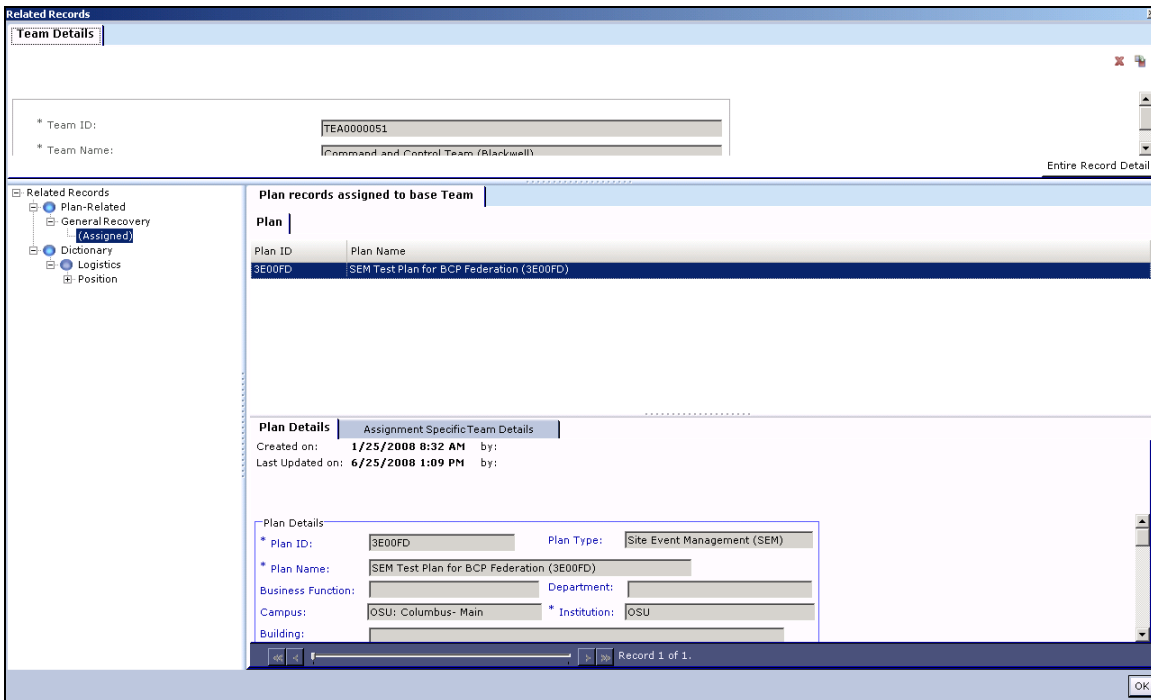 Related Records
Team Details
* Team ID: TEA0000051
* Team Name: Command and Control Team (Blackwell)
Entire Record Detail
Related Records
Plan-Related
General Recovery
(Assigned)
Dictionary
Logistics
Position
Plan records assigned to base Team
Plan
Plan ID Plan Name
3E00FD SEM Test Plan for BCP Federation (3E00FD)
Plan Details Assignment Specific Team Details
Created on: 1/25/2008 8:32 AM by:
Last Updated on: 6/25/2008 1:09 PM by:
Plan Details
* Plan ID: 3E00FD Plan Type: Site Event Management (SEM)
* Plan Name: SEM Test Plan for BCP Federation (3E00FD)
Business Function: Department:
Campus: OSU: Columbus- Main * Institution: OSU
Building:
Record 1 of 1.
OK